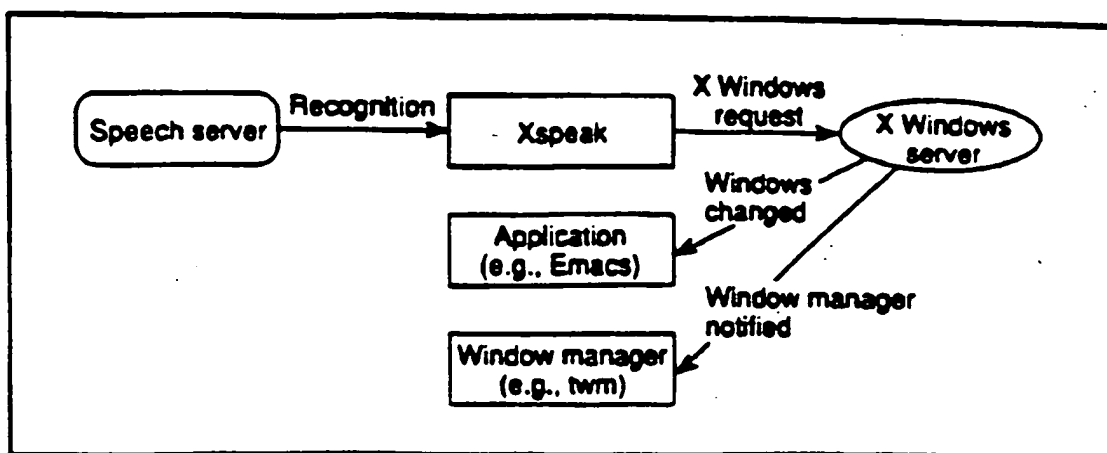 Speech server
Recognition
Xspeak
X Windows
request
X Windows
server
Windows
changed
Application
(e.g., Emacs)
Window manager
notified
Window manager
(e.g., twm)